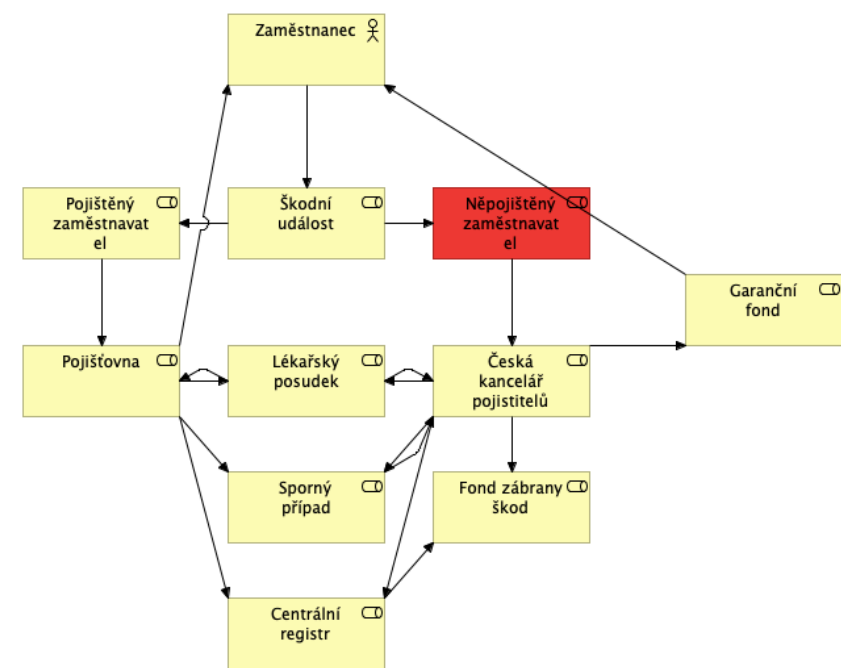 Zaměstnanec
Pojištěný
zaměstnavat
el
Škodní
událost
Něpojištěný
zaměstnavat
el
Garanční
fond
Pojišťovna
Lékařský
posudek
Česká
kancelář
pojistitelů
Sporný
případ
Fond zábrany
škod
Centrální
registr